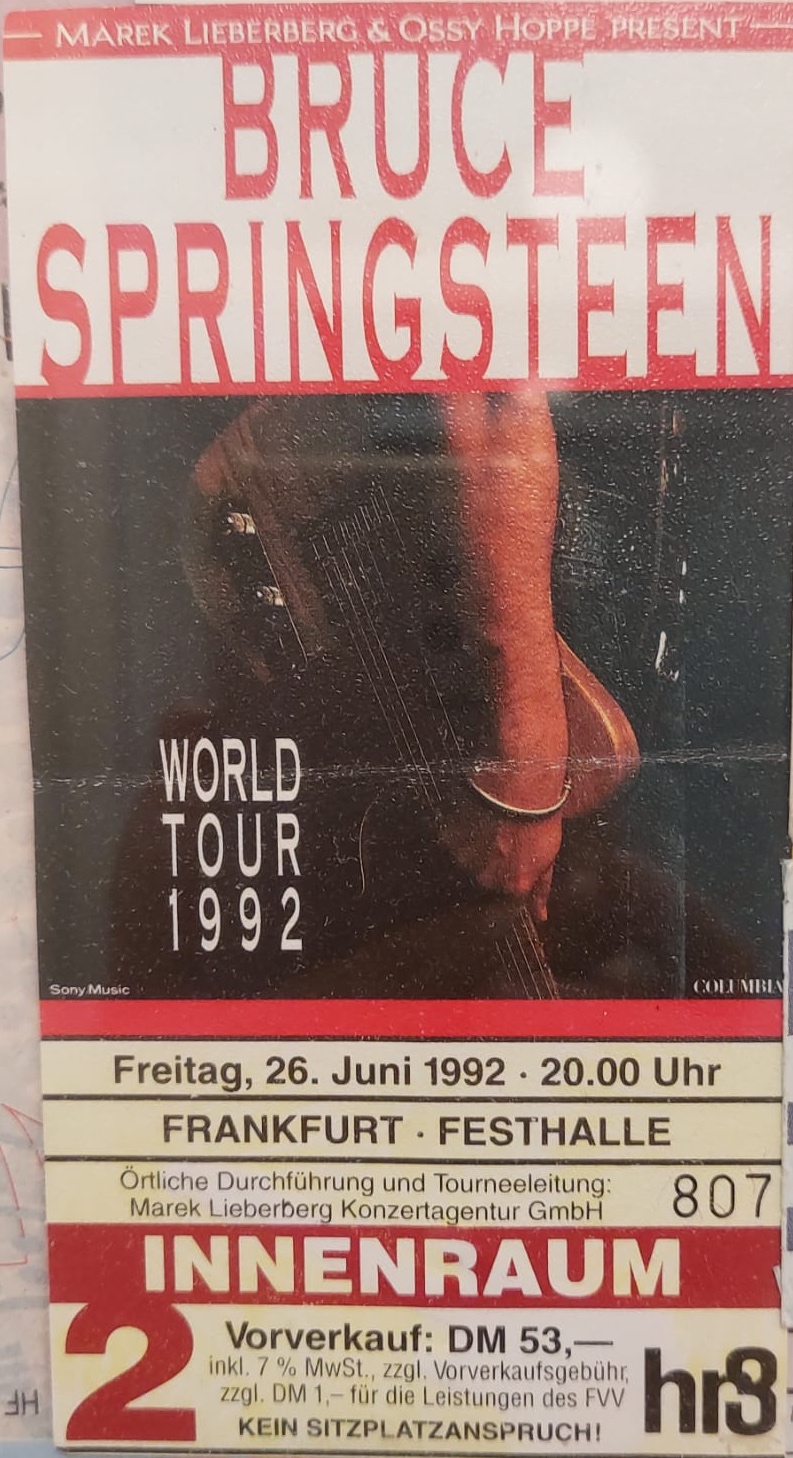 MAREK LIEBERBERG & OSSY HOPPE PRESENT
BRUCE
SPRINGSTEEN
WORLD
TOUR
1992
Sony Music
COLUMBIA
Freitag, 26. Juni 1992 · 20.00 Uhr
FRANKFURT · FESTHALLE
Örtliche Durchführung und Tourneeleitung:
Marek Lieberberg Konzertagentur GmbH
807
INNENRAUM
2
Vorverkauf: DM 53,—
inkl. 7 % MwSt., zzgl. Vorverkaufsgebühr,
zzgl. DM 1,– für die Leistungen des FVV
KEIN SITZPLATZANSPRUCH!
hr3